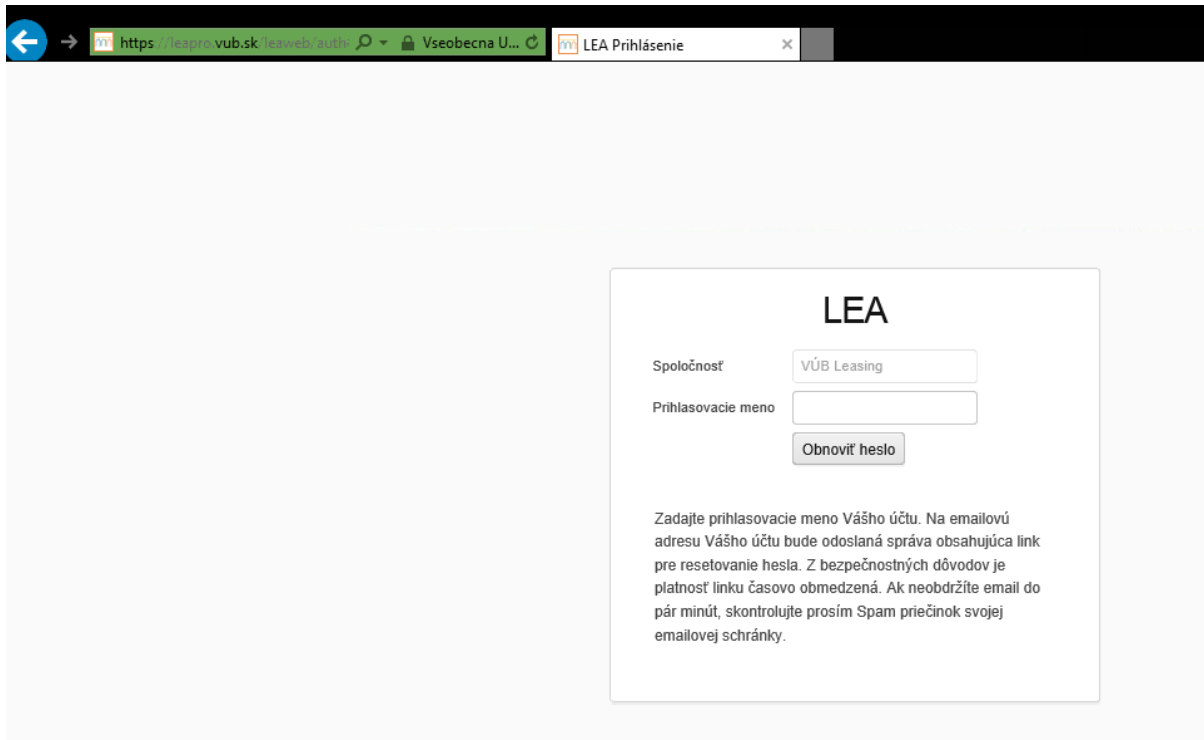 https://leapro.vub.sk/leaweb/auth
Vseobecna U...
LEA Prihlásenie
LEA
Spoločnosť
VÚB Leasing
Prihlasovacie meno
Obnoviť heslo
Zadajte prihlasovacie meno Vášho účtu. Na emailovú
adresu Vášho účtu bude odoslaná správa obsahujúca link
pre resetovanie hesla. Z bezpečnostných dôvodov je
platnosť linku časovo obmedzená. Ak neobdržíte email do
pár minút, skontrolujte prosím Spam priečinok svojej
emailovej schránky.